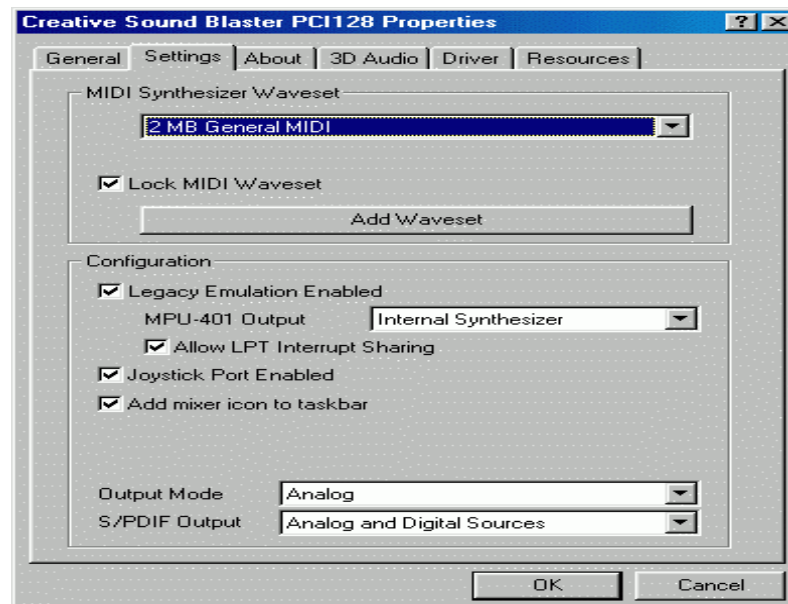 Creative Sound Blaster PCI128 Properties
General Settings About 3D Audio Driver Resources
MIDI Synthesizer Waveset
2 MB General MIDI
Lock MIDI Waveset
Add Waveset
Configuration
Legacy Emulation Enabled
MPU-401 Output Internal Synthesizer
Allow LPT Interrupt Sharing
Joystick Port Enabled
Add mixer icon to taskbar
Output Mode Analog
S/PDIF Output Analog and Digital Sources
OK Cancel